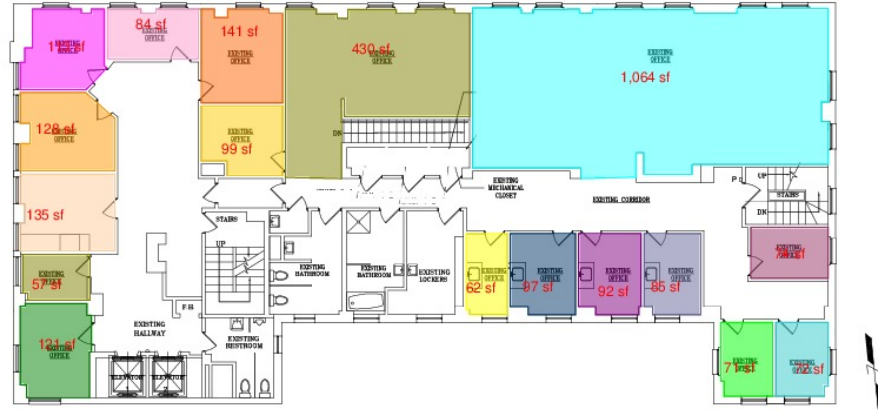 84 sf
EXISTING
OFFICE
141 sf
EXISTING
OFFICE
430 sf
EXISTING
OFFICE
EXISTING
OFFICE
1,064 sf
EXISTING
OFFICE
128 sf
EXISTING
OFFICE
99 sf
DN
EXISTING
MECHANICAL
CLOSET
EXISTING CORRIDOR
UP
STAIRS
DN
135 sf
STAIRS
UP
EXISTING
BATHROOM
EXISTING
BATHROOM
EXISTING
LOCKERS
EXISTING
OFFICE
62 sf
EXISTING
OFFICE
97 sf
EXISTING
OFFICE
92 sf
EXISTING
OFFICE
85 sf
EXISTING
OFFICE
57 sf
F.H.
EXISTING
HALLWAY
EXISTING
RESTROOM
121 sf
EXISTING
OFFICE
ELEVATOR
ELEVATOR
71 sf
72 sf